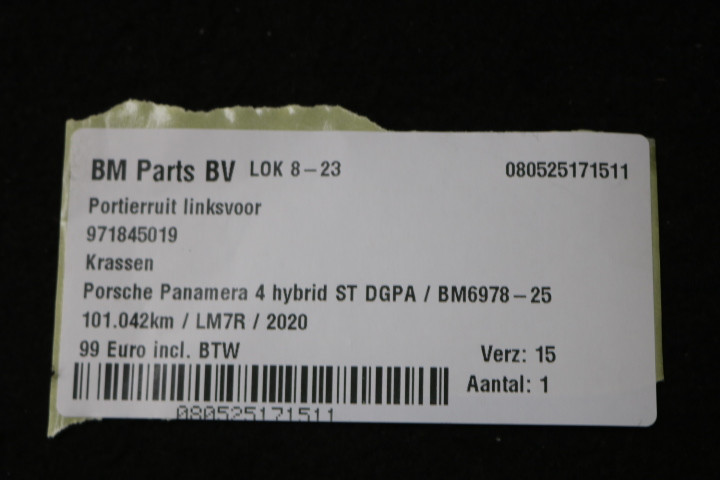 BM Parts BV LOK 8-23 080525171511
Portierruit linksvoor
971845019
Krassen
Porsche Panamera 4 hybrid ST DGPA / BM6978-25
101.042km / LM7R / 2020
99 Euro incl. BTW Verz: 15
Aantal: 1
080525171511